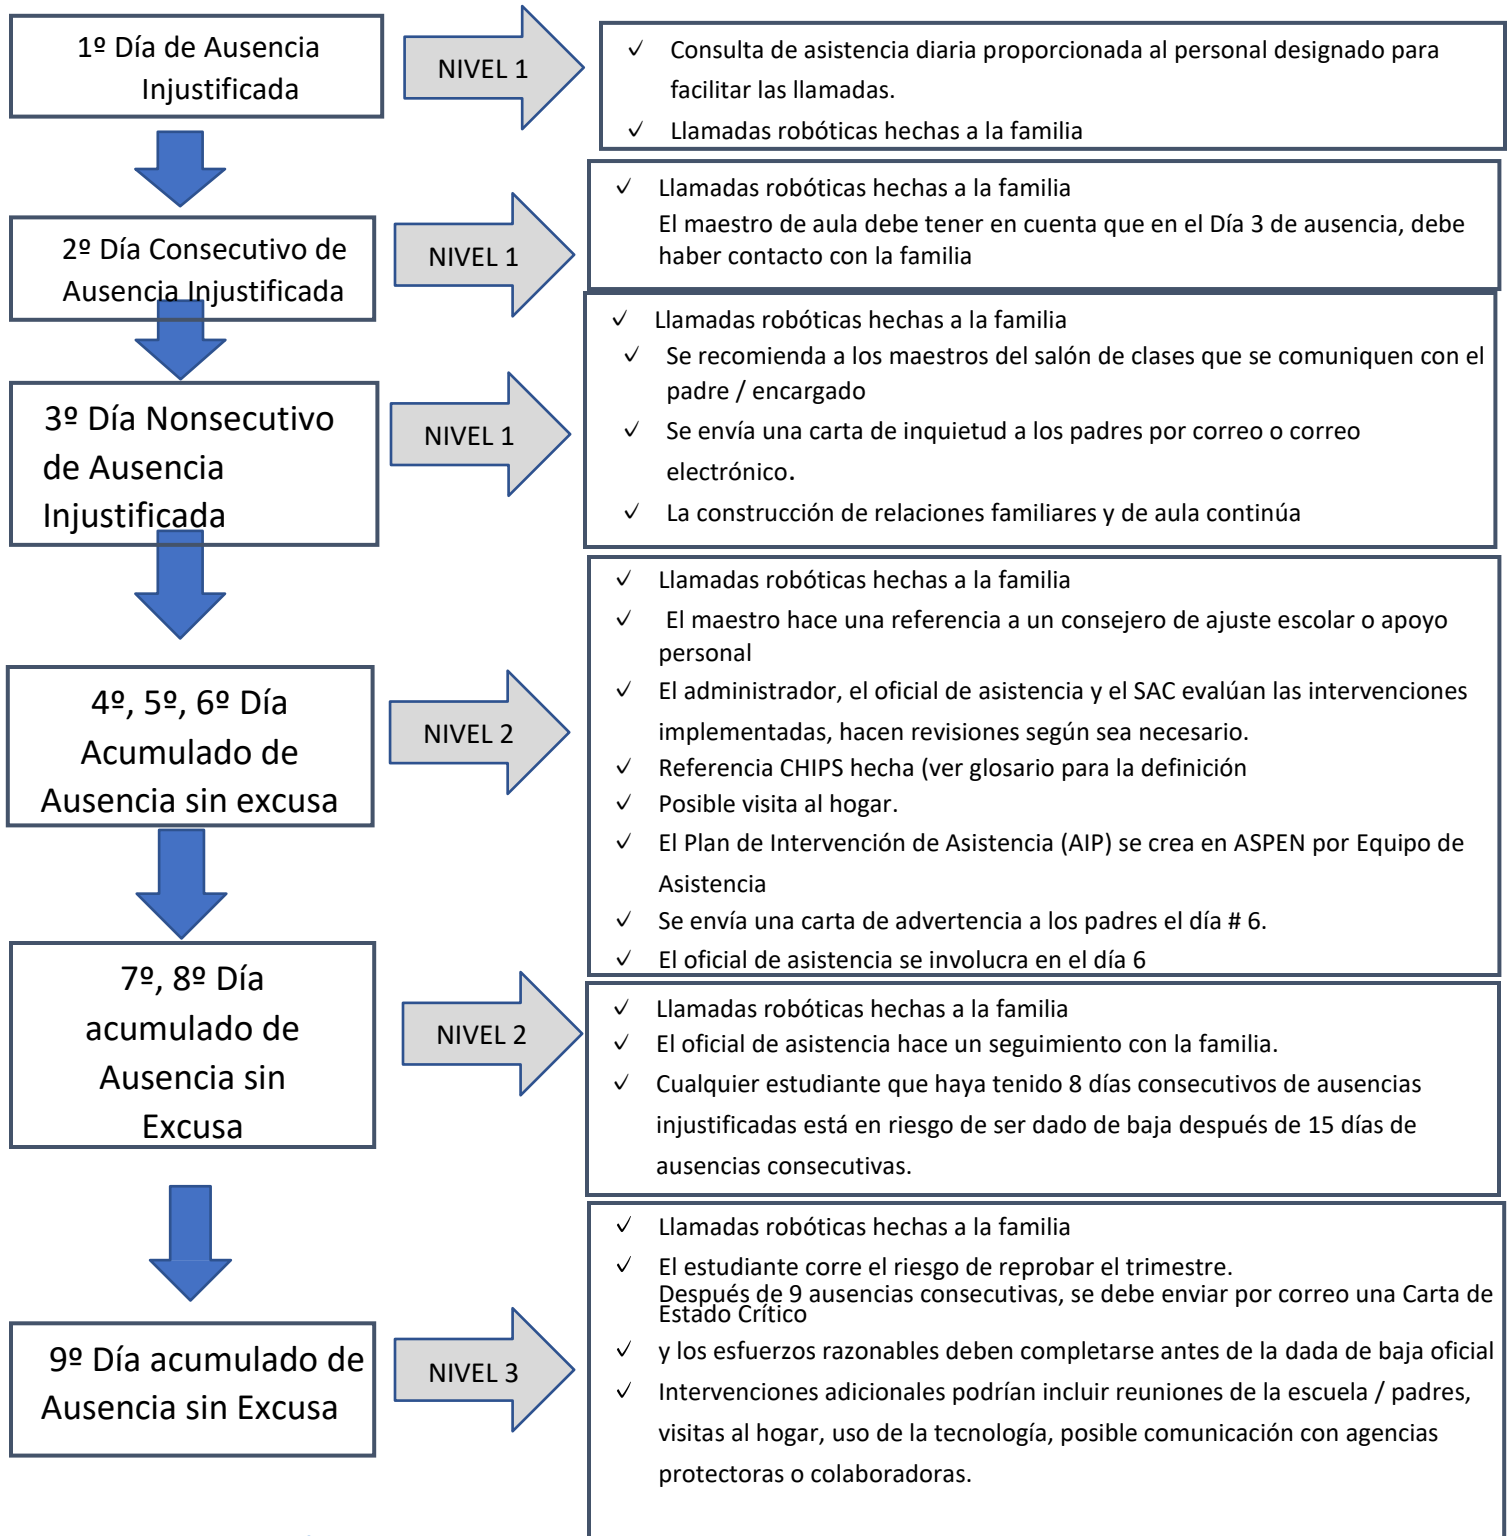 1º Día de Ausencia
Injustificada
NIVEL 1
✓ Consulta de asistencia diaria proporcionada al personal designado para
facilitar las llamadas.
✓ Llamadas robóticas hechas a la familia
2º Día Consecutivo de
Ausencia Injustificada
NIVEL 1
✓ Llamadas robóticas hechas a la familia
El maestro de aula debe tener en cuenta que en el Día 3 de ausencia, debe
haber contacto con la familia
3º Día Nonsecutivo
de Ausencia
Injustificada
NIVEL 1
✓ Llamadas robóticas hechas a la familia
✓ Se recomienda a los maestros del salón de clases que se comuniquen con el
padre / encargado
✓ Se envía una carta de inquietud a los padres por correo o correo
electrónico.
✓ La construcción de relaciones familiares y de aula continúa
4º, 5º, 6º Día
Acumulado de
Ausencia sin excusa
NIVEL 2
✓ Llamadas robóticas hechas a la familia
✓ El maestro hace una referencia a un consejero de ajuste escolar o apoyo
personal
✓ El administrador, el oficial de asistencia y el SAC evalúan las intervenciones
implementadas, hacen revisiones según sea necesario.
✓ Referencia CHIPS hecha (ver glosario para la definición
✓ Posible visita al hogar.
✓ El Plan de Intervención de Asistencia (AIP) se crea en ASPEN por Equipo de
Asistencia
✓ Se envía una carta de advertencia a los padres el día # 6.
✓ El oficial de asistencia se involucra en el día 6
7º, 8º Día
acumulado de
Ausencia sin
Excusa
NIVEL 2
✓ Llamadas robóticas hechas a la familia
✓ El oficial de asistencia hace un seguimiento con la familia.
✓ Cualquier estudiante que haya tenido 8 días consecutivos de ausencias
injustificadas está en riesgo de ser dado de baja después de 15 días de
ausencias consecutivas.
9º Día acumulado de
Ausencia sin Excusa
NIVEL 3
✓ Llamadas robóticas hechas a la familia
✓ El estudiante corre el riesgo de reprobar el trimestre.
Después de 9 ausencias consecutivas, se debe enviar por correo una Carta de
Estado Crítico
✓ y los esfuerzos razonables deben completarse antes de la dada de baja oficial
✓ Intervenciones adicionales podrían incluir reuniones de la escuela / padres,
visitas al hogar, uso de la tecnología, posible comunicación con agencias
protectoras o colaboradoras.